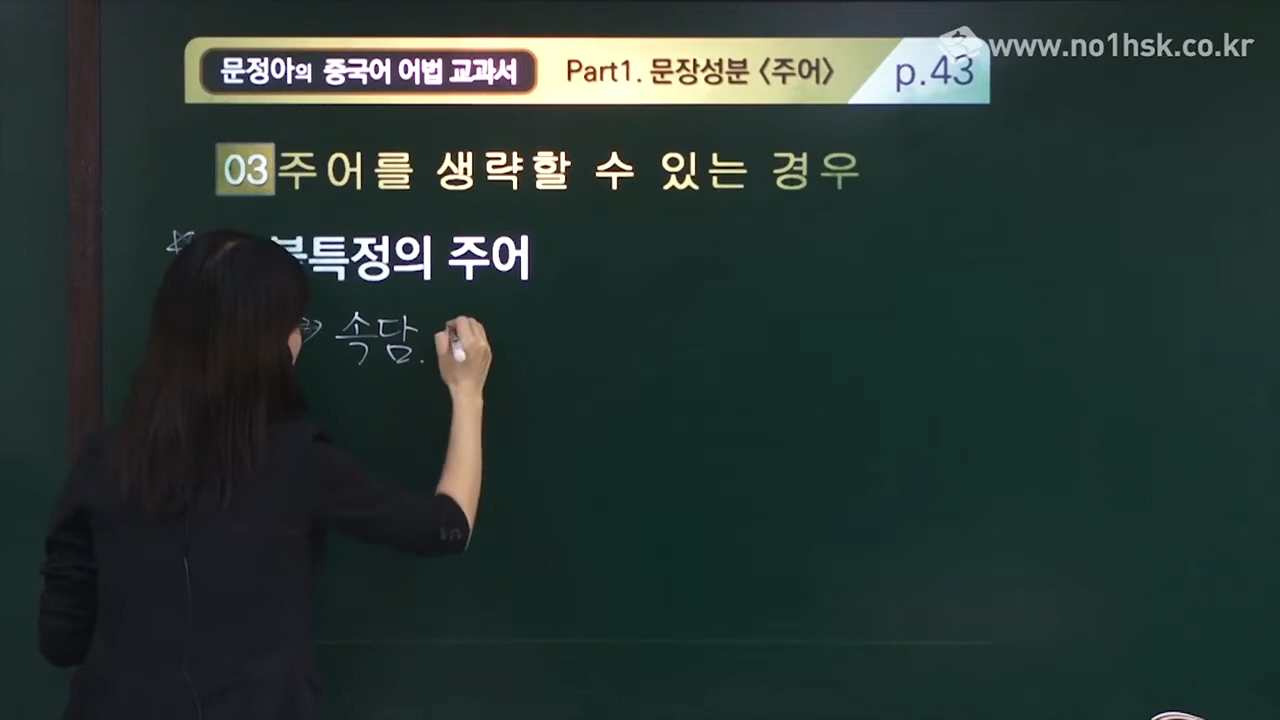 www.no1hsk.co.kr
문정아의 중국어 어법 교과서 Part1. 문장성분 〈주어〉 p.43
03 주어를 생략할 수 있는 경우
불특정의 주어
속담.